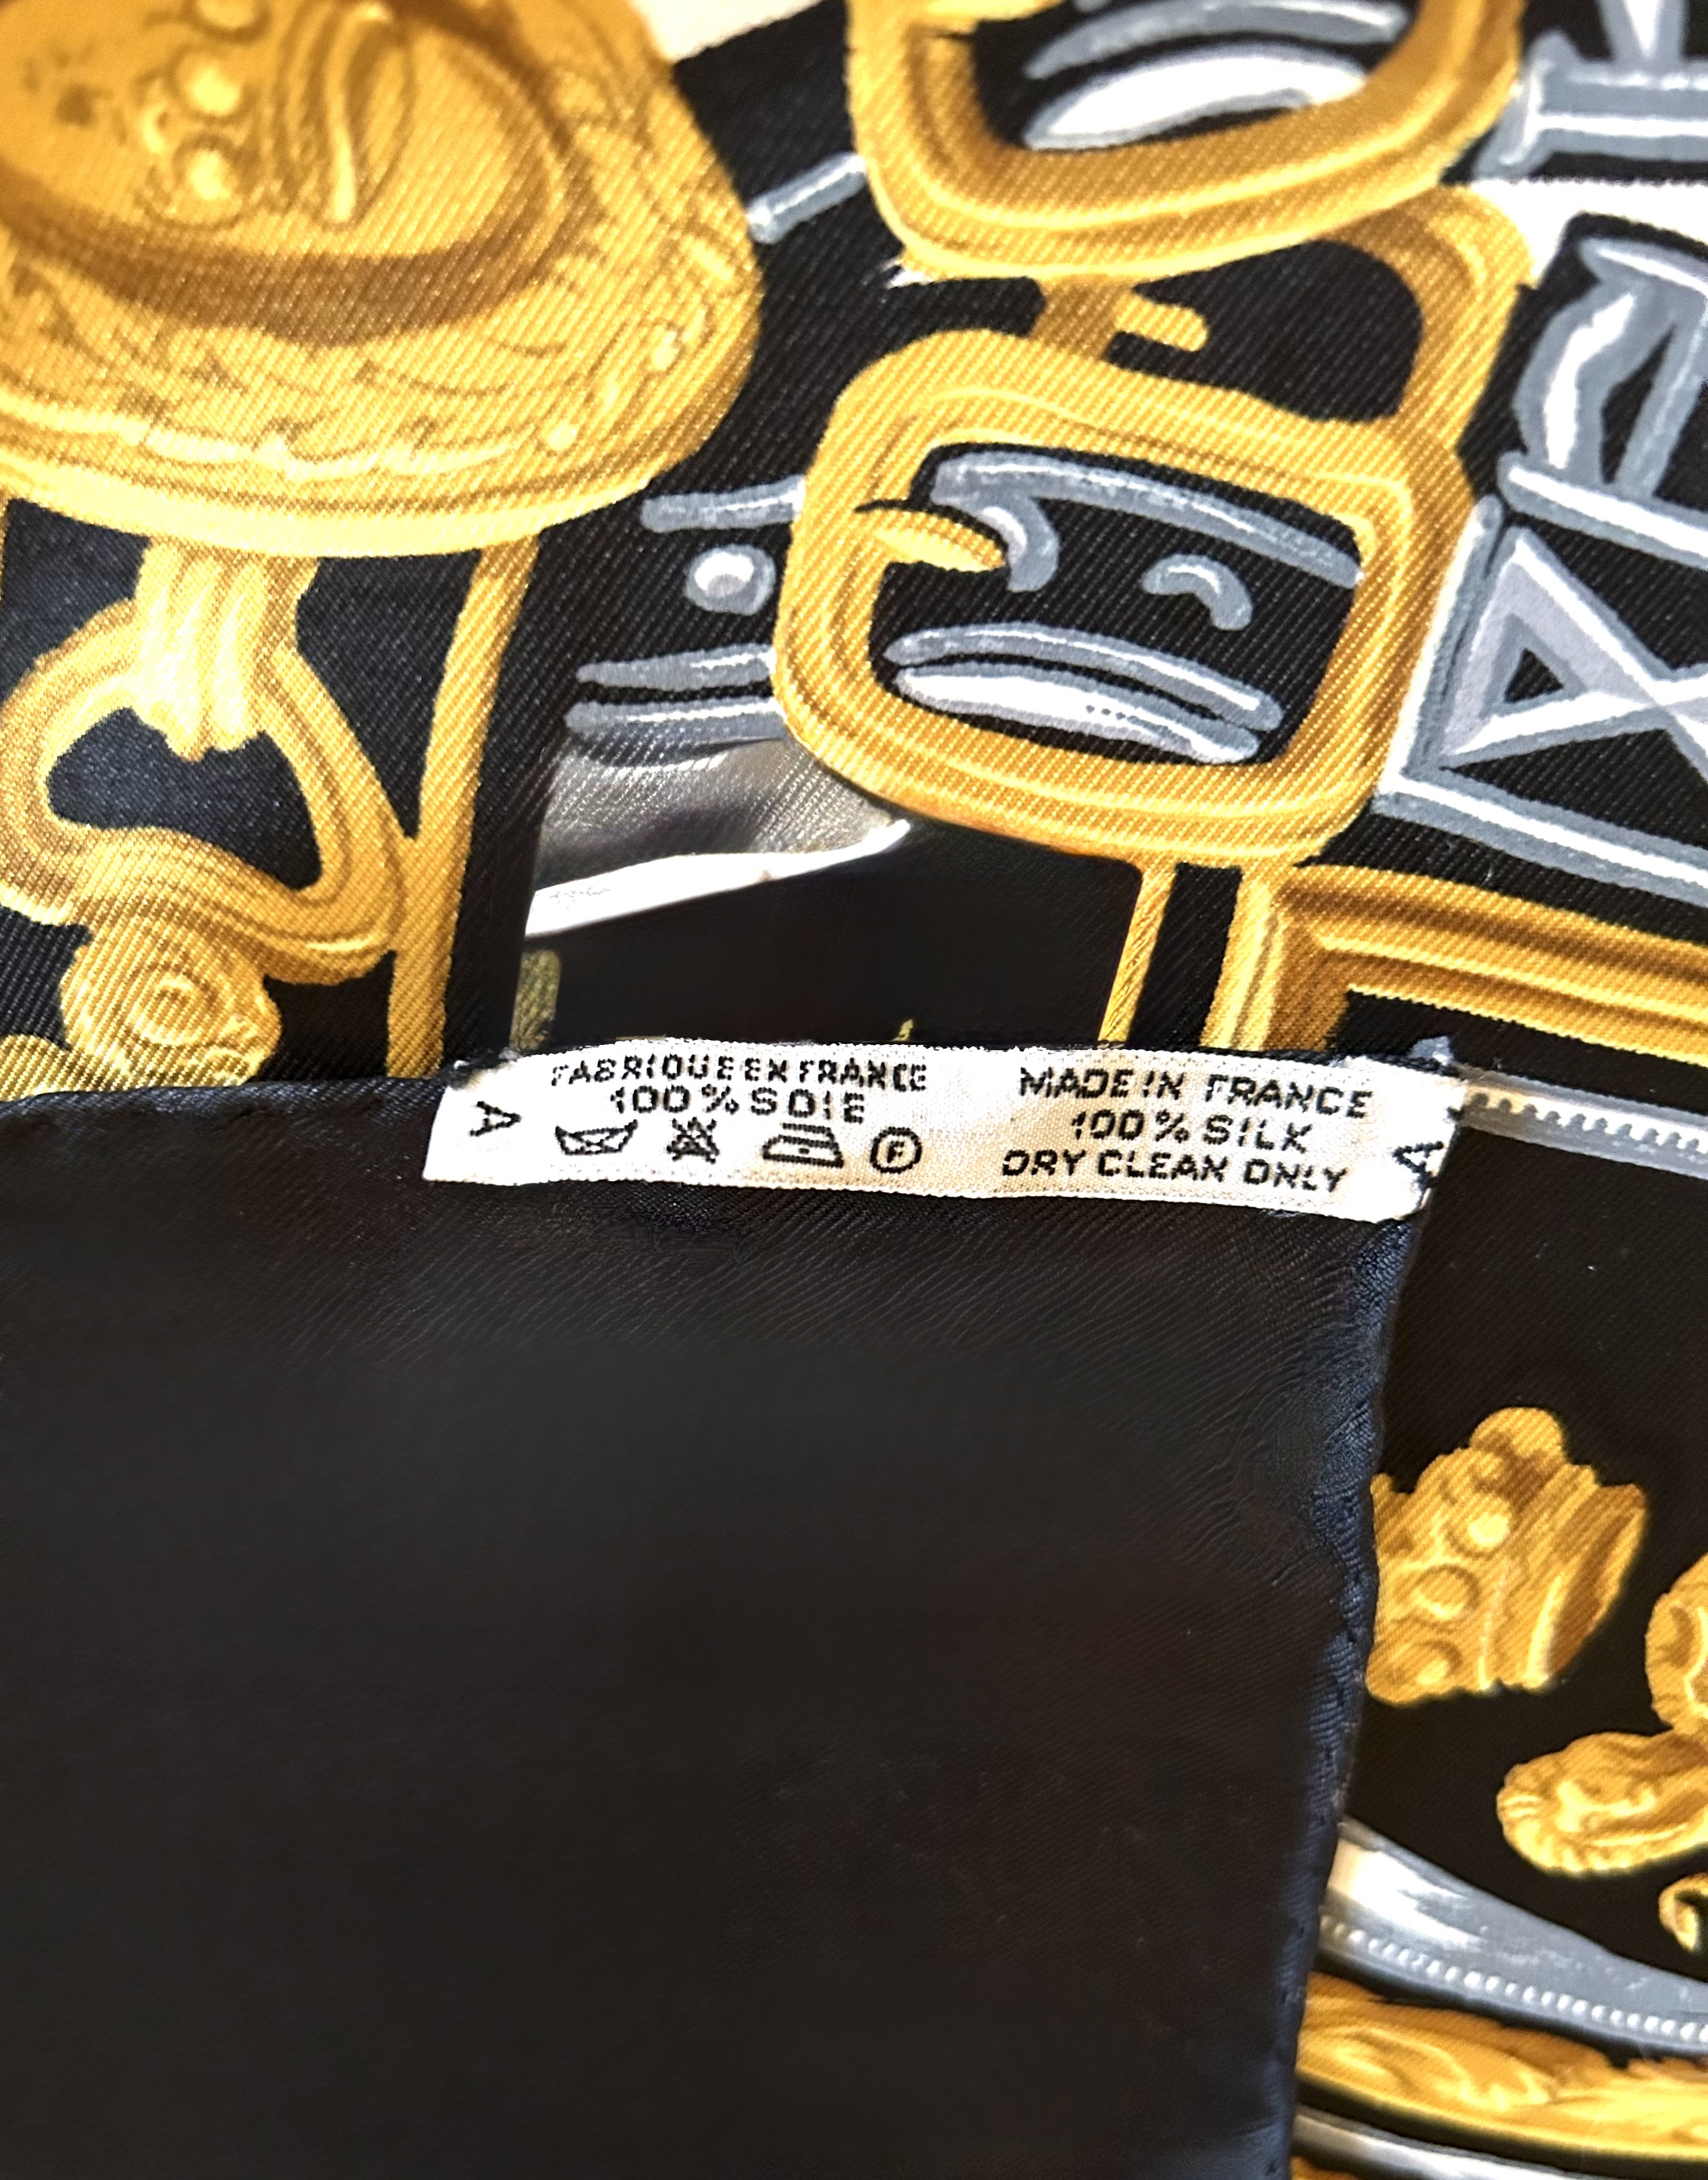 FABRIQUE EN FRANCE
100% SOIE
A
F
MADE IN FRANCE
100% SILK
DRY CLEAN ONLY
A